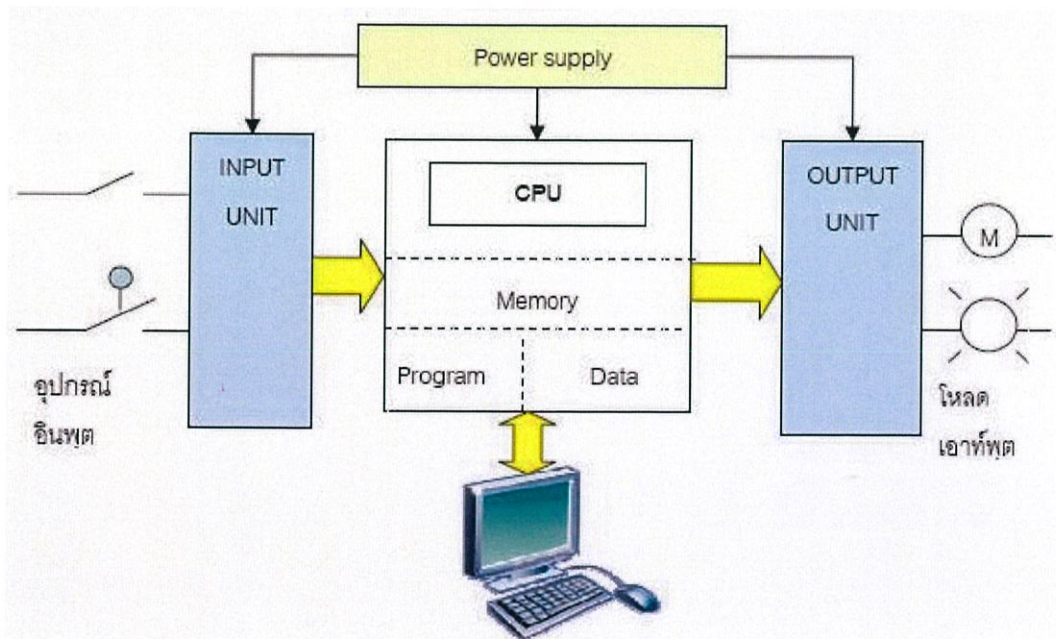 Power supply
INPUT
UNIT
CPU
Memory
Program
Data
OUTPUT
UNIT
M
อุปกรณ์
อินพุต
โหลด
เอาท์พุต